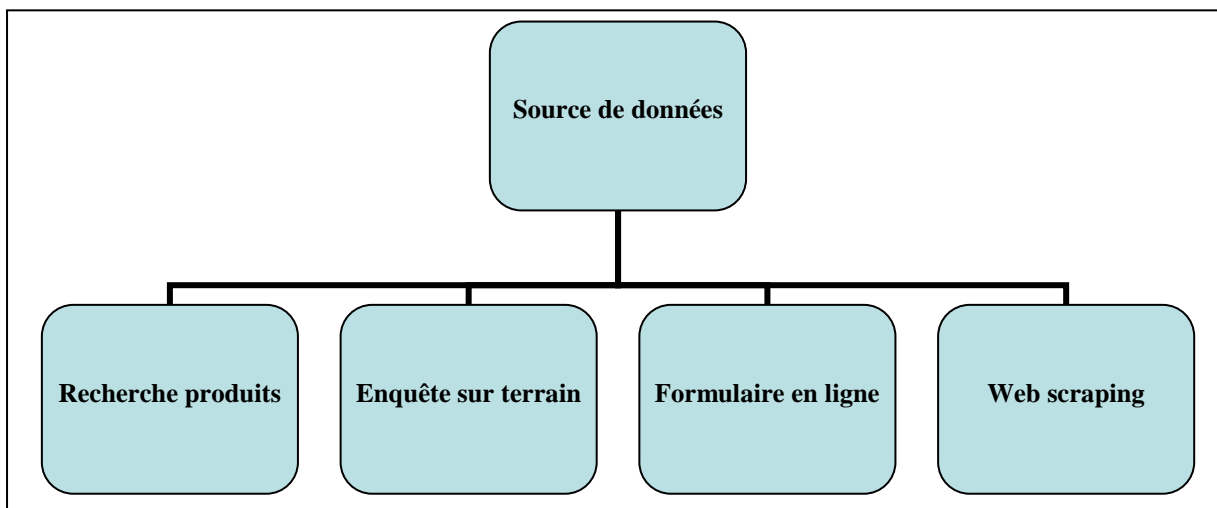 Source de données
Recherche produits
Enquête sur terrain
Formulaire en ligne
Web scraping